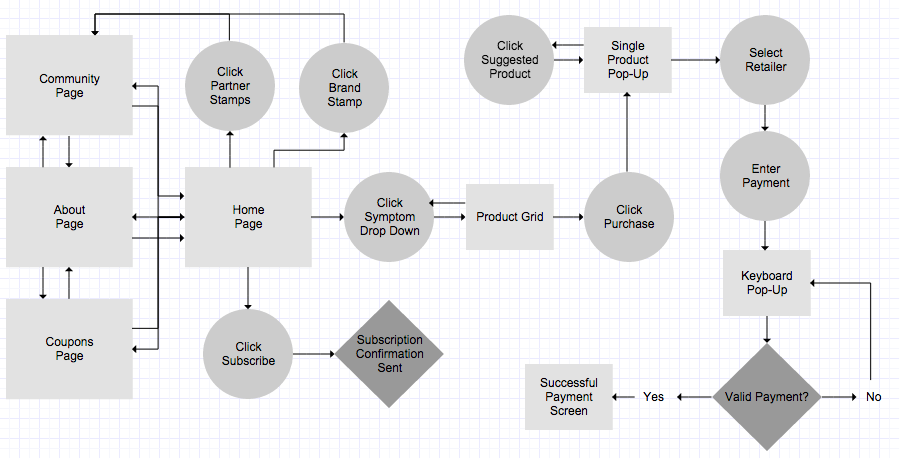 Community
Page
Click
Partner
Stamps
Click
Brand
Stamp
Click
Suggested
Product
Single
Product
Pop-Up
Select
Retailer
About
Page
Home
Page
Click
Symptom
Drop Down
Product Grid
Click
Purchase
Enter
Payment
Keyboard
Pop-Up
Coupons
Page
Click
Subscribe
Subscription
Confirmation
Sent
Successful
Payment
Screen
Yes
Valid Payment?
No